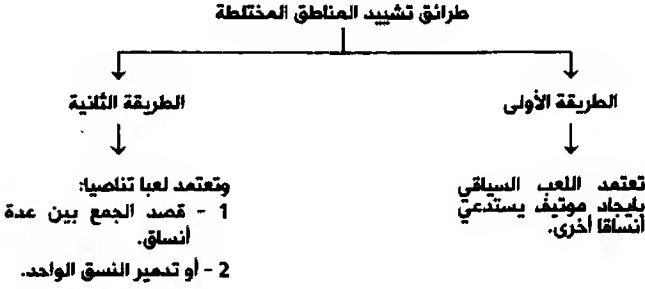 طرائق تشييد المناطق المختلطة
الطريقة الأولى
تعتمد اللعب السياقي
بإيجاد موتيف يستدعي
أنساقا أخرى.
الطريقة الثانية
وتعتمد لعبا تناصيا:
1 - قصد الجمع بين عدة
أنساق.
2 - أو تدمير النسق الواحد.